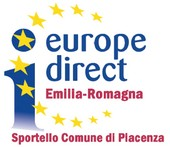 europe
direct
Emilia-Romagna
Sportello Comune di Piacenza